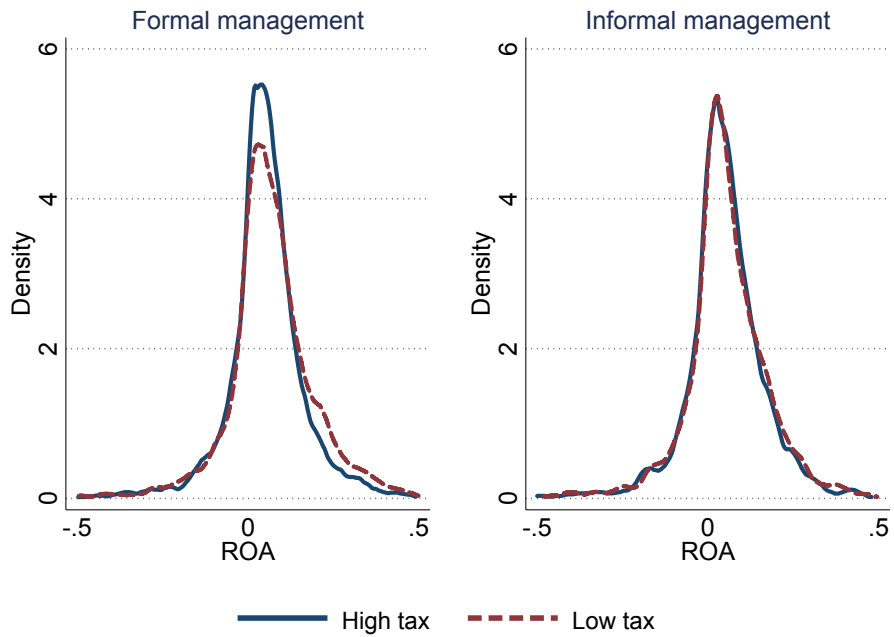 Formal management
6
4
2
0
Density
-.5 0 .5
ROA
Informal management
6
4
2
0
Density
-.5 0 .5
ROA
High tax Low tax